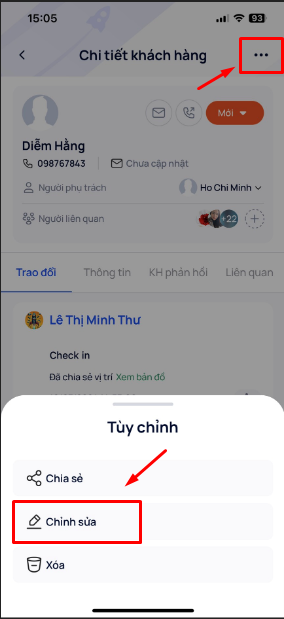 15:05
93
Chi tiết khách hàng
Mới
Diễm Hằng
098767843
Chưa cập nhật
Người phụ trách
Ho Chi Minh
Người liên quan
+22
Trao đổi Thông tin KH phản hồi Liên quan
Lê Thị Minh Thư
Check in
Đã chia sẻ vị trí Xem bản đồ
Tùy chỉnh
Chia sẻ
Chỉnh sửa
Xóa